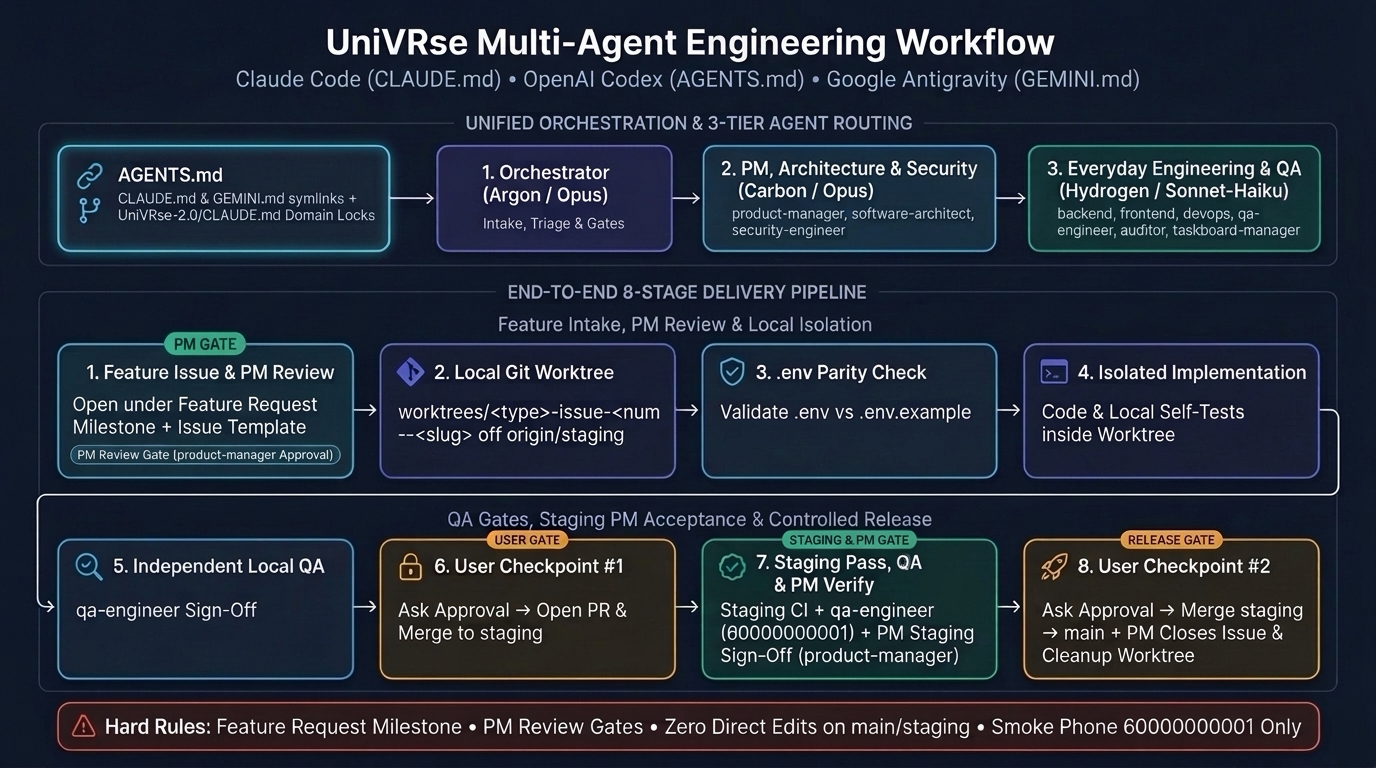 UniVRse Multi-Agent Engineering Workflow
Claude Code (CLAUDE.md) • OpenAI Codex (AGENTS.md) • Google Antigravity (GEMINI.md)
UNIFIED ORCHESTRATION & 3-TIER AGENT ROUTING
AGENTS.md
CLAUDE.md & GEMINI.md symlinks +
UniVRse-2.0/CLAUDE.md Domain Locks
1. Orchestrator
(Argon / Opus)
Intake, Triage & Gates
2. PM, Architecture & Security
(Carbon / Opus)
product-manager, software-architect,
security-engineer
3. Everyday Engineering & QA
(Hydrogen / Sonnet-Haiku)
backend, frontend, devops, qa-
engineer, auditor, taskboard-manager
END-TO-END 8-STAGE DELIVERY PIPELINE
Feature Intake, PM Review & Local Isolation
PM GATE
1. Feature Issue & PM Review
Open under Feature Request
Milestone + Issue Template
PM Review Gate (product-manager Approval)
2. Local Git Worktree
worktrees/<type>-issue-<num
--<slug> off origin/staging
3. .env Parity Check
Validate .env vs .env.example
4. Isolated Implementation
Code & Local Self-Tests
inside Worktree
QA Gates, Staging PM Acceptance & Controlled Release
5. Independent Local QA
qa-engineer Sign-Off
USER GATE
6. User Checkpoint #1
Ask Approval → Open PR &
Merge to staging
STAGING & PM GATE
7. Staging Pass, QA
& PM Verify
Staging CI + qa-engineer
(60000000001) + PM Staging
Sign-Off (product-manager)
RELEASE GATE
8. User Checkpoint #2
Ask Approval → Merge staging
→ main + PM Closes Issue &
Cleanup Worktree
Hard Rules: Feature Request Milestone • PM Review Gates • Zero Direct Edits on main/staging • Smoke Phone 60000000001 Only